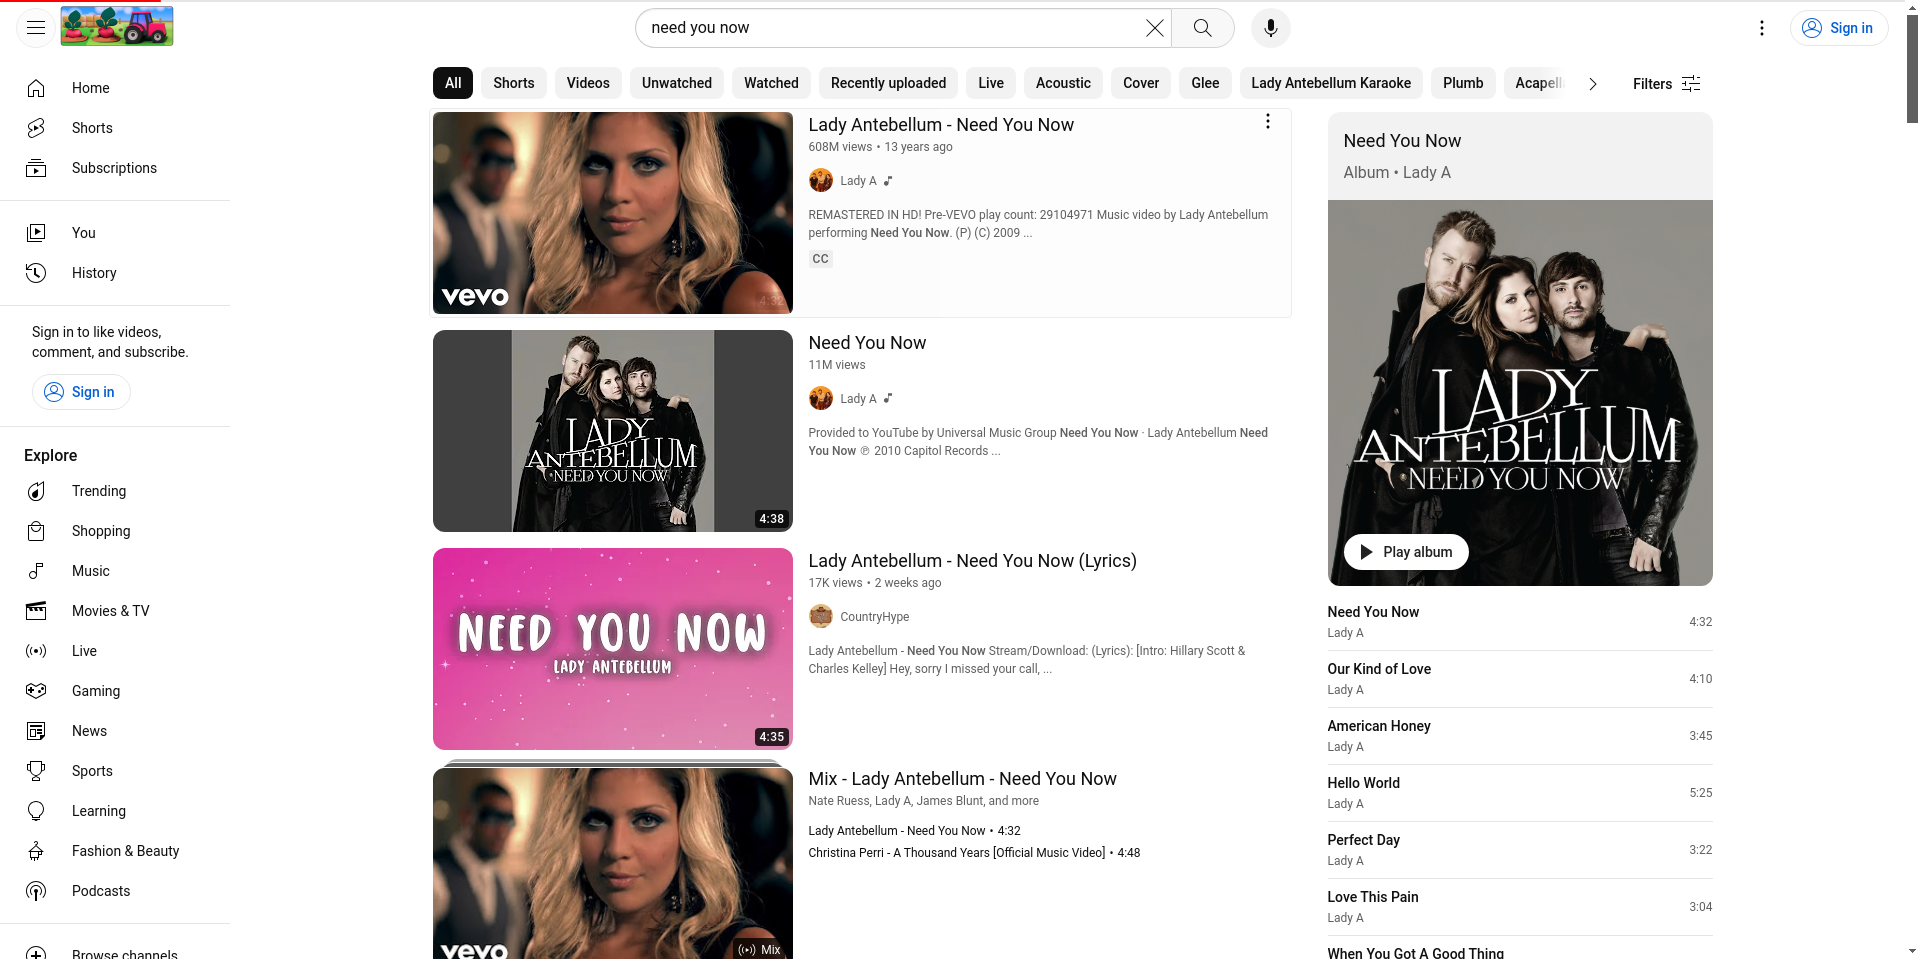 need you now
Sign in
Home
Shorts
Subscriptions
You
History
Sign in to like videos,
comment, and subscribe.
Sign in
Explore
Trending
Shopping
Music
Movies & TV
Live
Gaming
News
Sports
Learning
Fashion & Beauty
Podcasts
Browse channels
All
Shorts
Videos
Unwatched
Watched
Recently uploaded
Live
Acoustic
Cover
Glee
Lady Antebellum Karaoke
Plumb
Filters
vevo
4:32
Lady Antebellum - Need You Now
608M views • 13 years ago
Lady A
REMASTERED IN HD! Pre-VEVO play count: 29104971 Music video by Lady Antebellum
performing Need You Now. (P) (C) 2009 ...
CC
LADY
ANTEBELLUM
NEED YOU NOW
4:38
Need You Now
11M views
Lady A
Provided to YouTube by Universal Music Group Need You Now · Lady Antebellum Need
You Now ℗ 2010 Capitol Records ...
NEED YOU NOW
LADY ANTEBELLUM
4:35
Lady Antebellum - Need You Now (Lyrics)
17K views • 2 weeks ago
CountryHype
Lady Antebellum - Need You Now Stream/Download: (Lyrics): [Intro: Hillary Scott &
Charles Kelley] Hey, sorry I missed your call, ...
vevo
Mix
Mix - Lady Antebellum - Need You Now
Nate Ruess, Lady A, James Blunt, and more
Lady Antebellum - Need You Now • 4:32
Christina Perri - A Thousand Years [Official Music Video] • 4:48
Need You Now
Album • Lady A
LADY
ANTEBELLUM
NEED YOU NOW
Play album
Need You Now
Lady A
4:32
Our Kind of Love
Lady A
4:10
American Honey
Lady A
3:45
Hello World
Lady A
5:25
Perfect Day
Lady A
3:22
Love This Pain
Lady A
3:04
When You Got A Good Thing